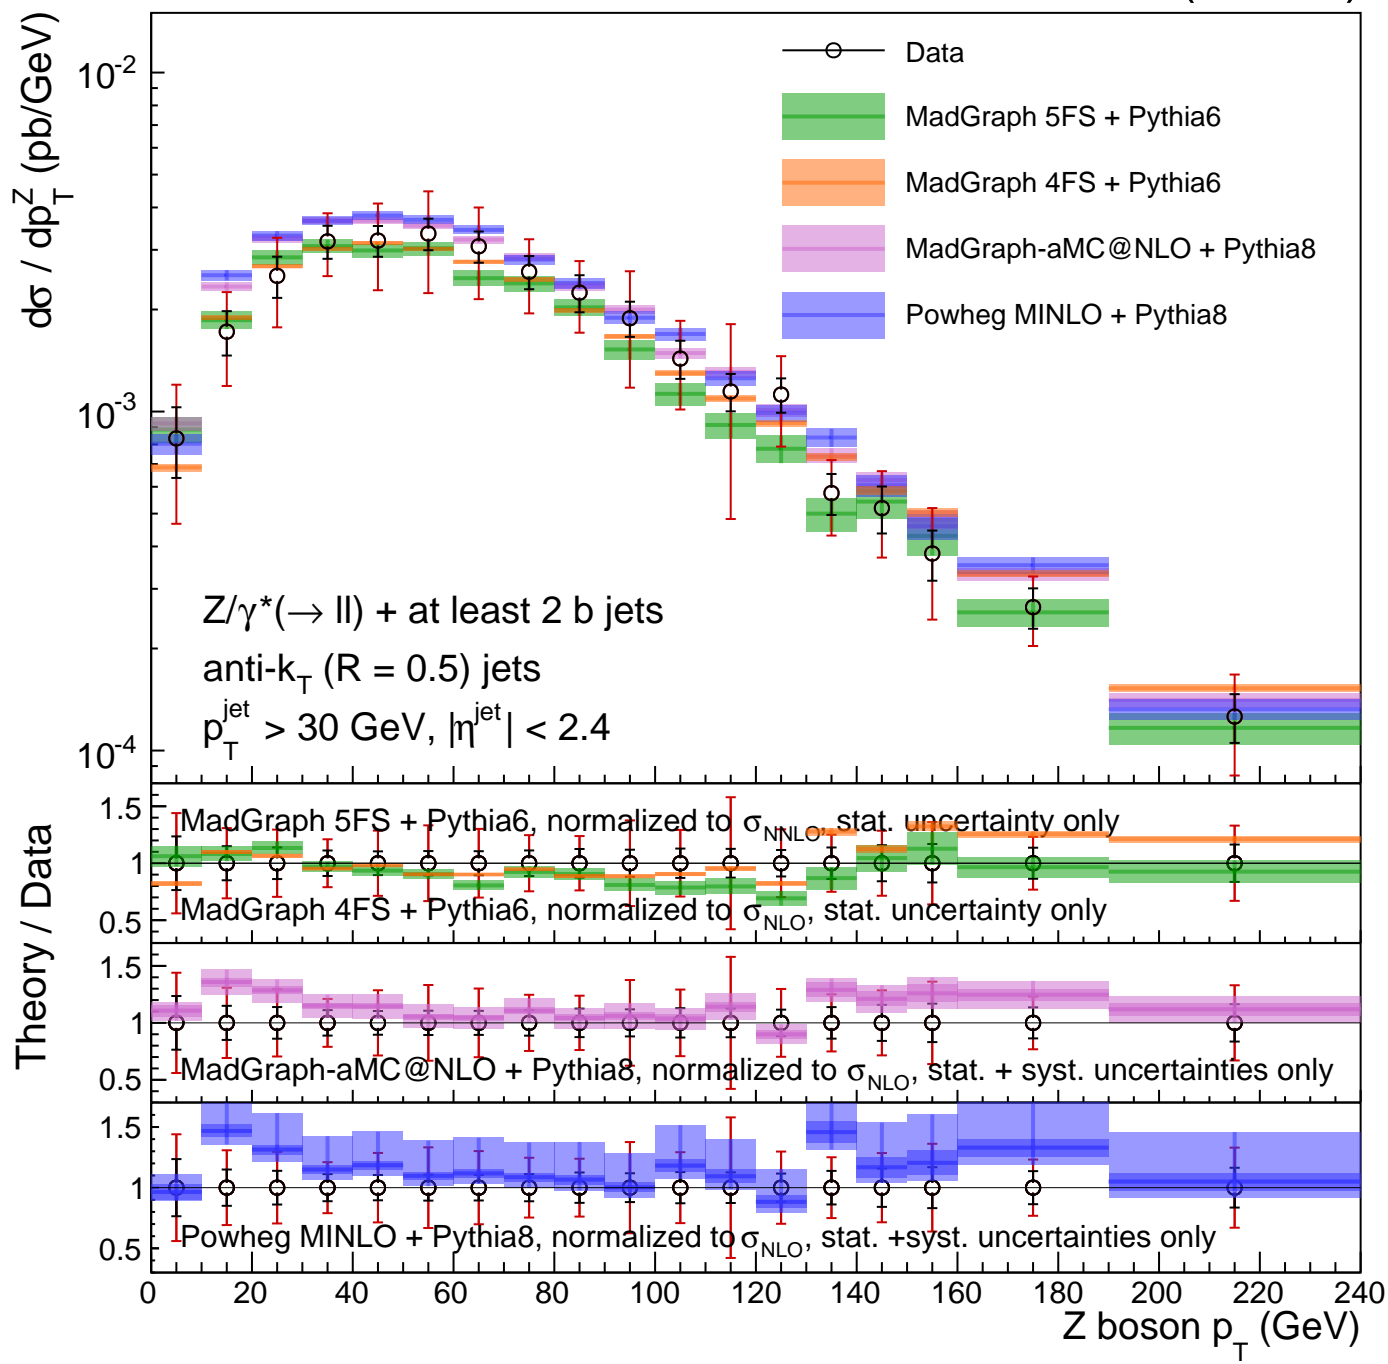 dσ / dp_T^Z (pb/GeV)
10^-2
10^-3
10^-4
Data
MadGraph 5FS + Pythia6
MadGraph 4FS + Pythia6
MadGraph-aMC@NLO + Pythia8
Powheg MINLO + Pythia8
Z/γ*(→ ll) + at least 2 b jets
anti-k_T (R = 0.5) jets
p_T^jet > 30 GeV, |η^jet| < 2.4
Theory / Data
1.5
1
0.5
MadGraph 5FS + Pythia6, normalized to σ_NNLO, stat. uncertainty only
MadGraph 4FS + Pythia6, normalized to σ_NLO, stat. uncertainty only
1.5
1
0.5
MadGraph-aMC@NLO + Pythia8, normalized to σ_NLO, stat. + syst. uncertainties only
1.5
1
0.5
Powheg MINLO + Pythia8, normalized to σ_NLO, stat. +syst. uncertainties only
0 20 40 60 80 100 120 140 160 180 200 220 240
Z boson p_T (GeV)